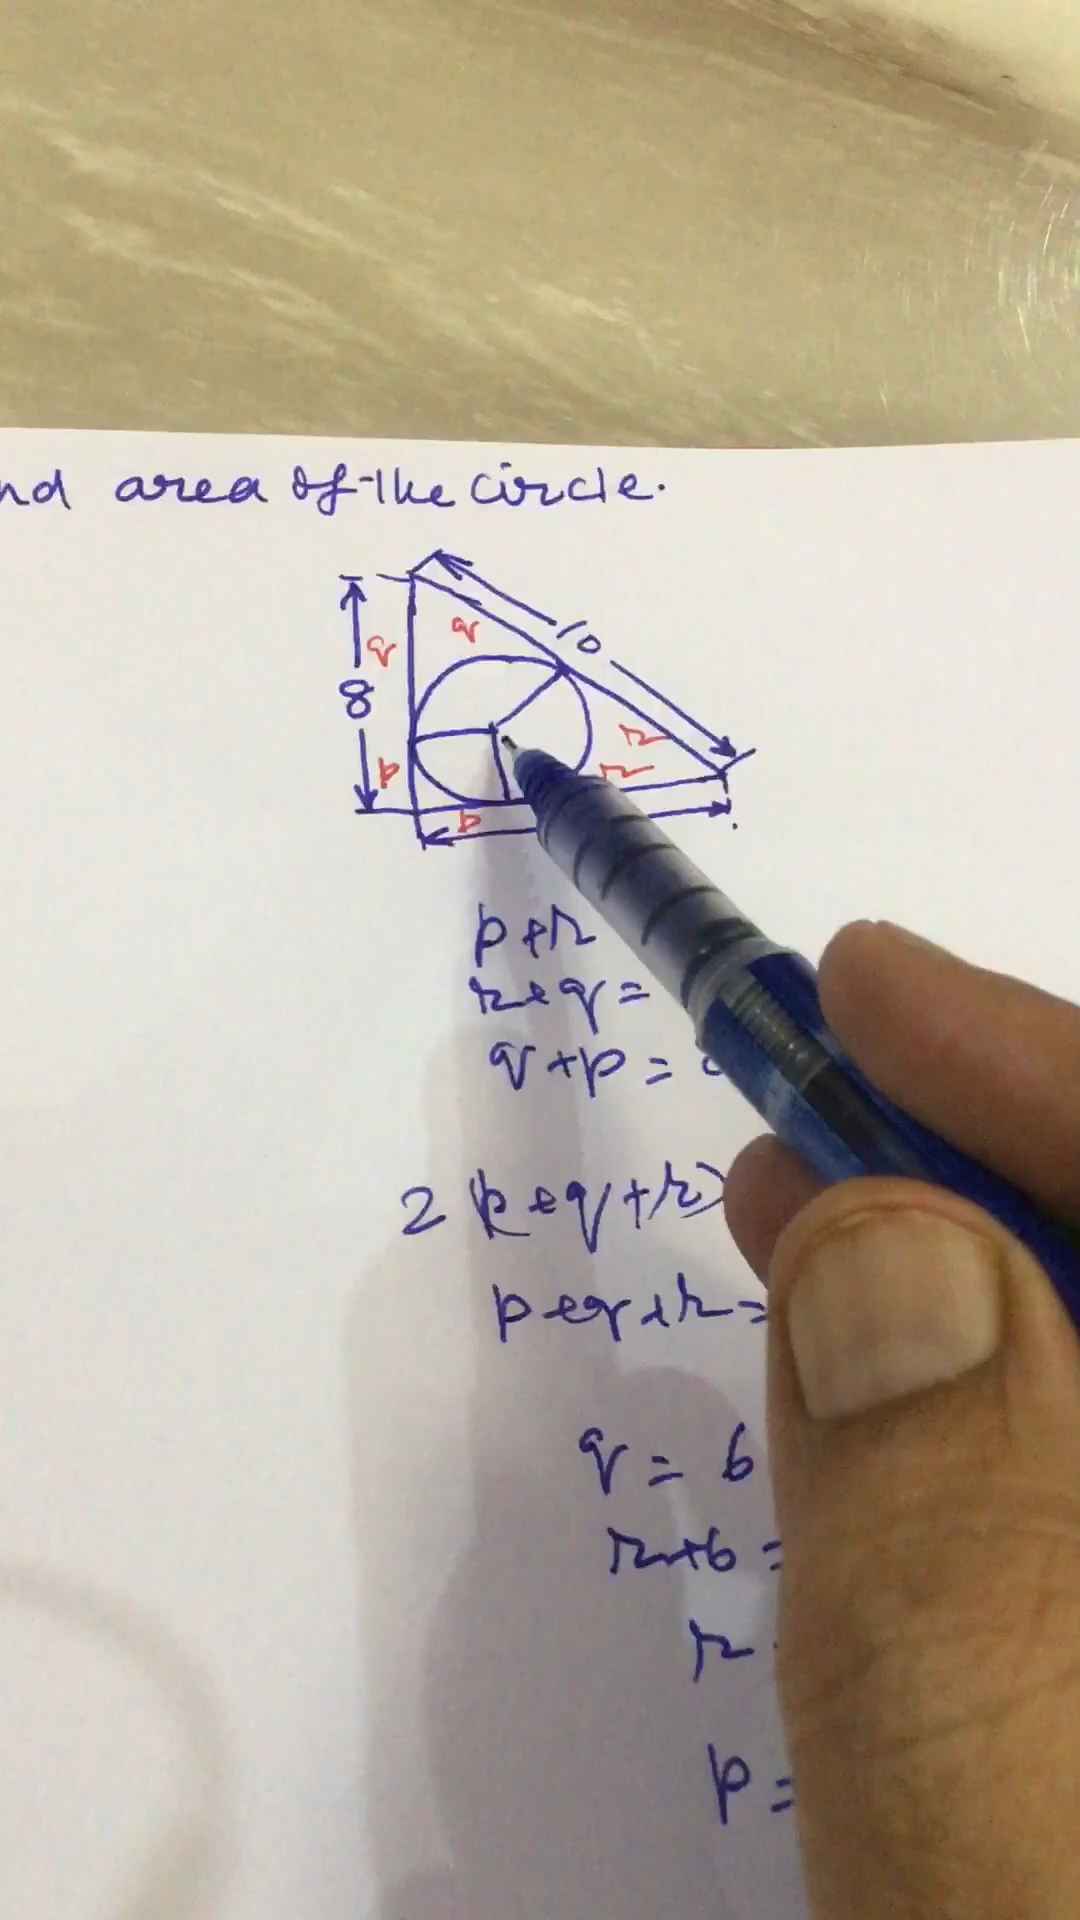 nd area of the circle.
10
q q
8
r
r
p
p
p+r
r+q=
q+p=
2 (p+q+r)
p+q+r=
q = 6
r+6 =
r
p =